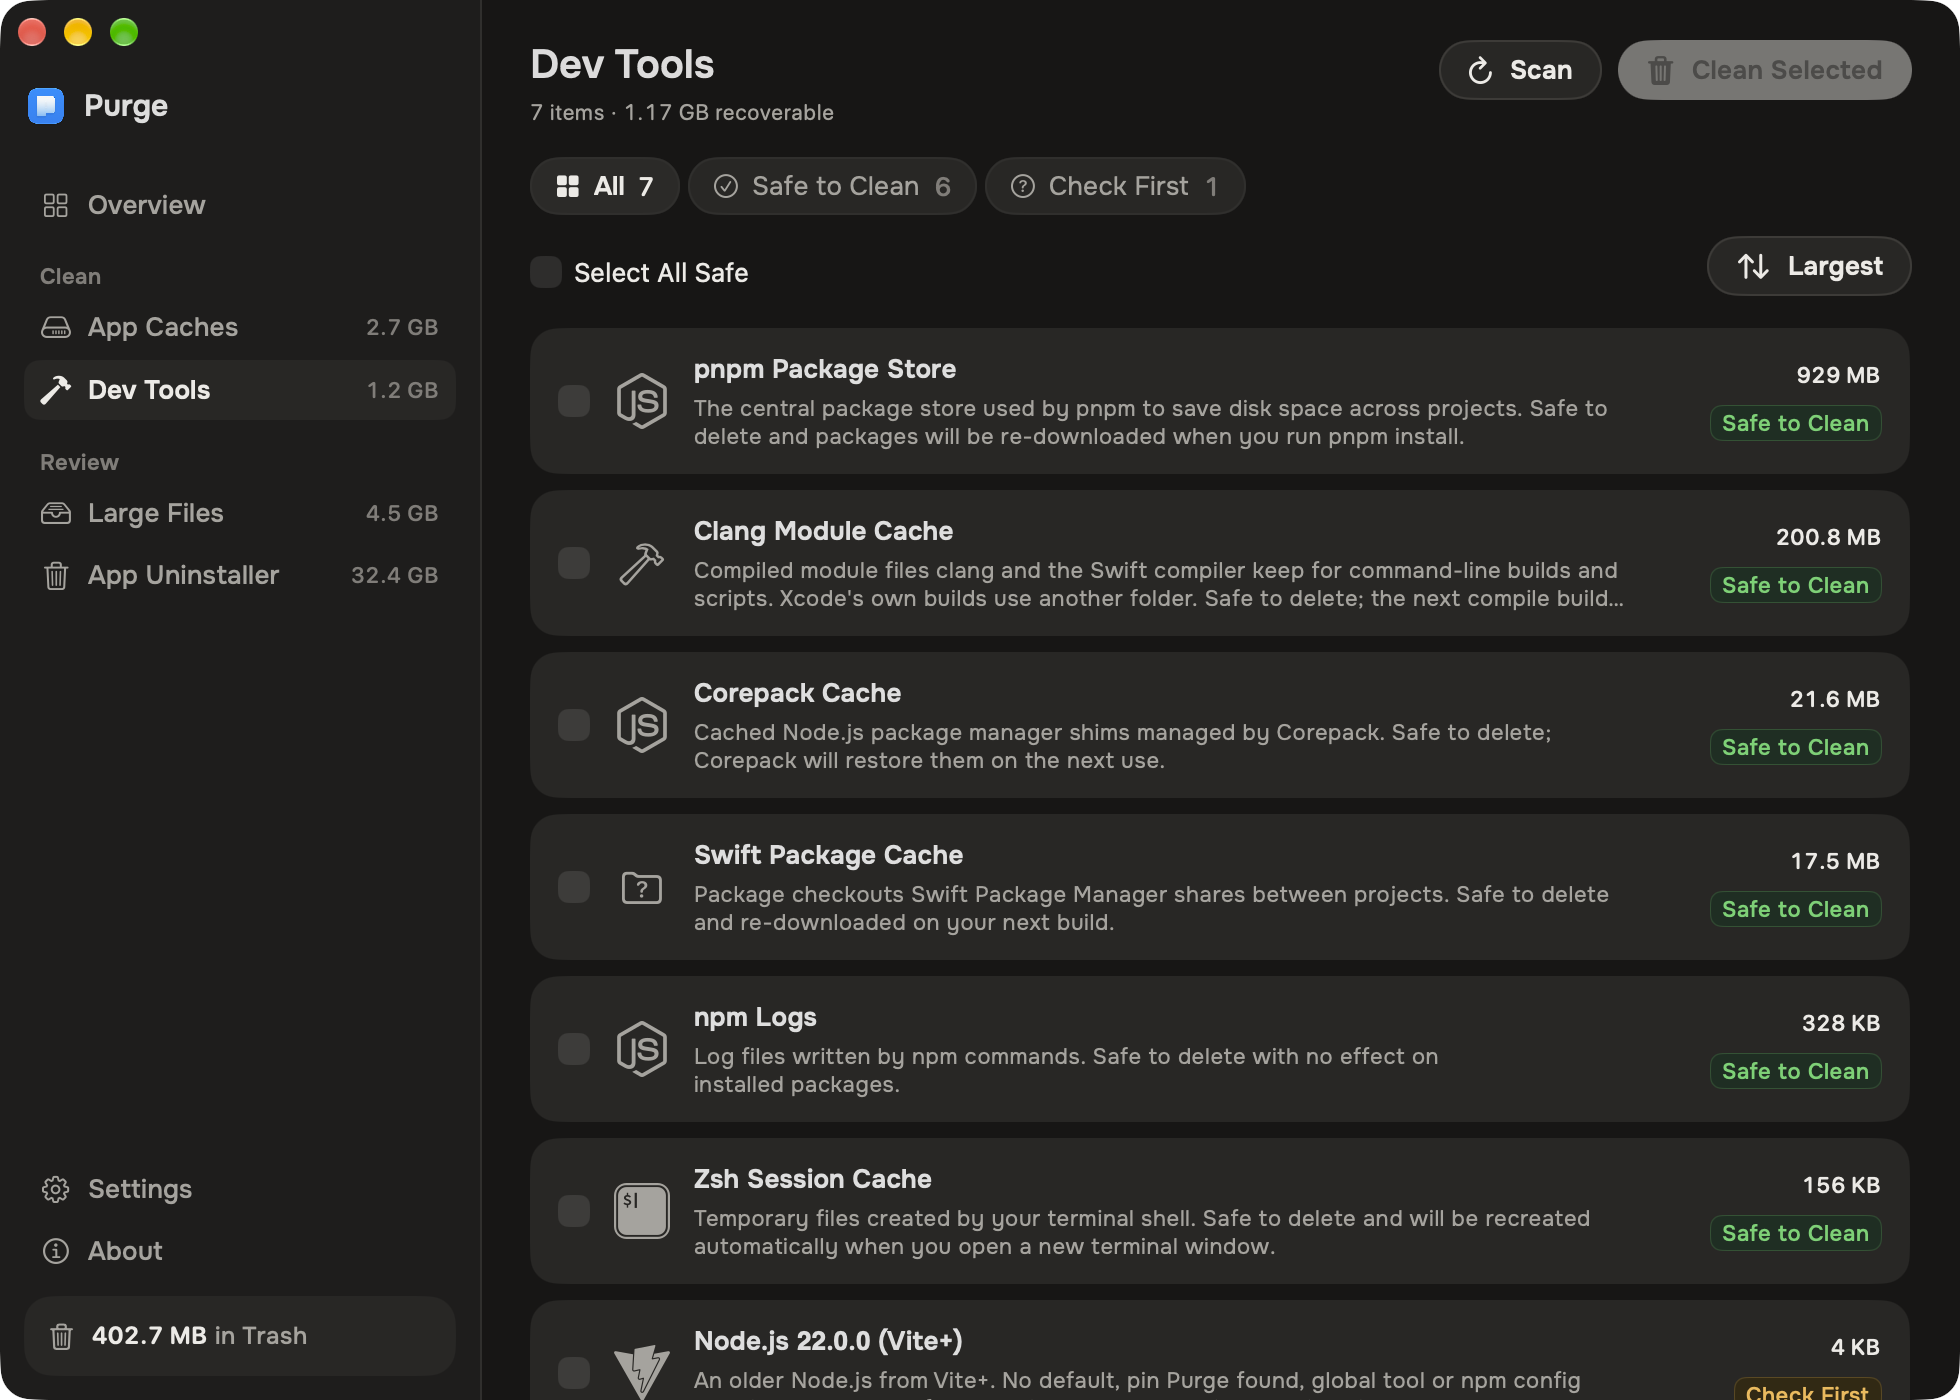 Purge
Overview
Clean
App Caches 2.7 GB
Dev Tools 1.2 GB
Review
Large Files 4.5 GB
App Uninstaller 32.4 GB
Settings
About
402.7 MB in Trash
Dev Tools
7 items · 1.17 GB recoverable
Scan
Clean Selected
All 7
Safe to Clean 6
Check First 1
Select All Safe
Largest
JS
pnpm Package Store
The central package store used by pnpm to save disk space across projects. Safe to
delete and packages will be re-downloaded when you run pnpm install.
929 MB
Safe to Clean
Clang Module Cache
Compiled module files clang and the Swift compiler keep for command-line builds and
scripts. Xcode's own builds use another folder. Safe to delete; the next compile build...
200.8 MB
Safe to Clean
JS
Corepack Cache
Cached Node.js package manager shims managed by Corepack. Safe to delete;
Corepack will restore them on the next use.
21.6 MB
Safe to Clean
?
Swift Package Cache
Package checkouts Swift Package Manager shares between projects. Safe to delete
and re-downloaded on your next build.
17.5 MB
Safe to Clean
JS
npm Logs
Log files written by npm commands. Safe to delete with no effect on
installed packages.
328 KB
Safe to Clean
$|
Zsh Session Cache
Temporary files created by your terminal shell. Safe to delete and will be recreated
automatically when you open a new terminal window.
156 KB
Safe to Clean
Node.js 22.0.0 (Vite+)
An older Node.js from Vite+. No default, pin Purge found, global tool or npm config
4 KB
Check First